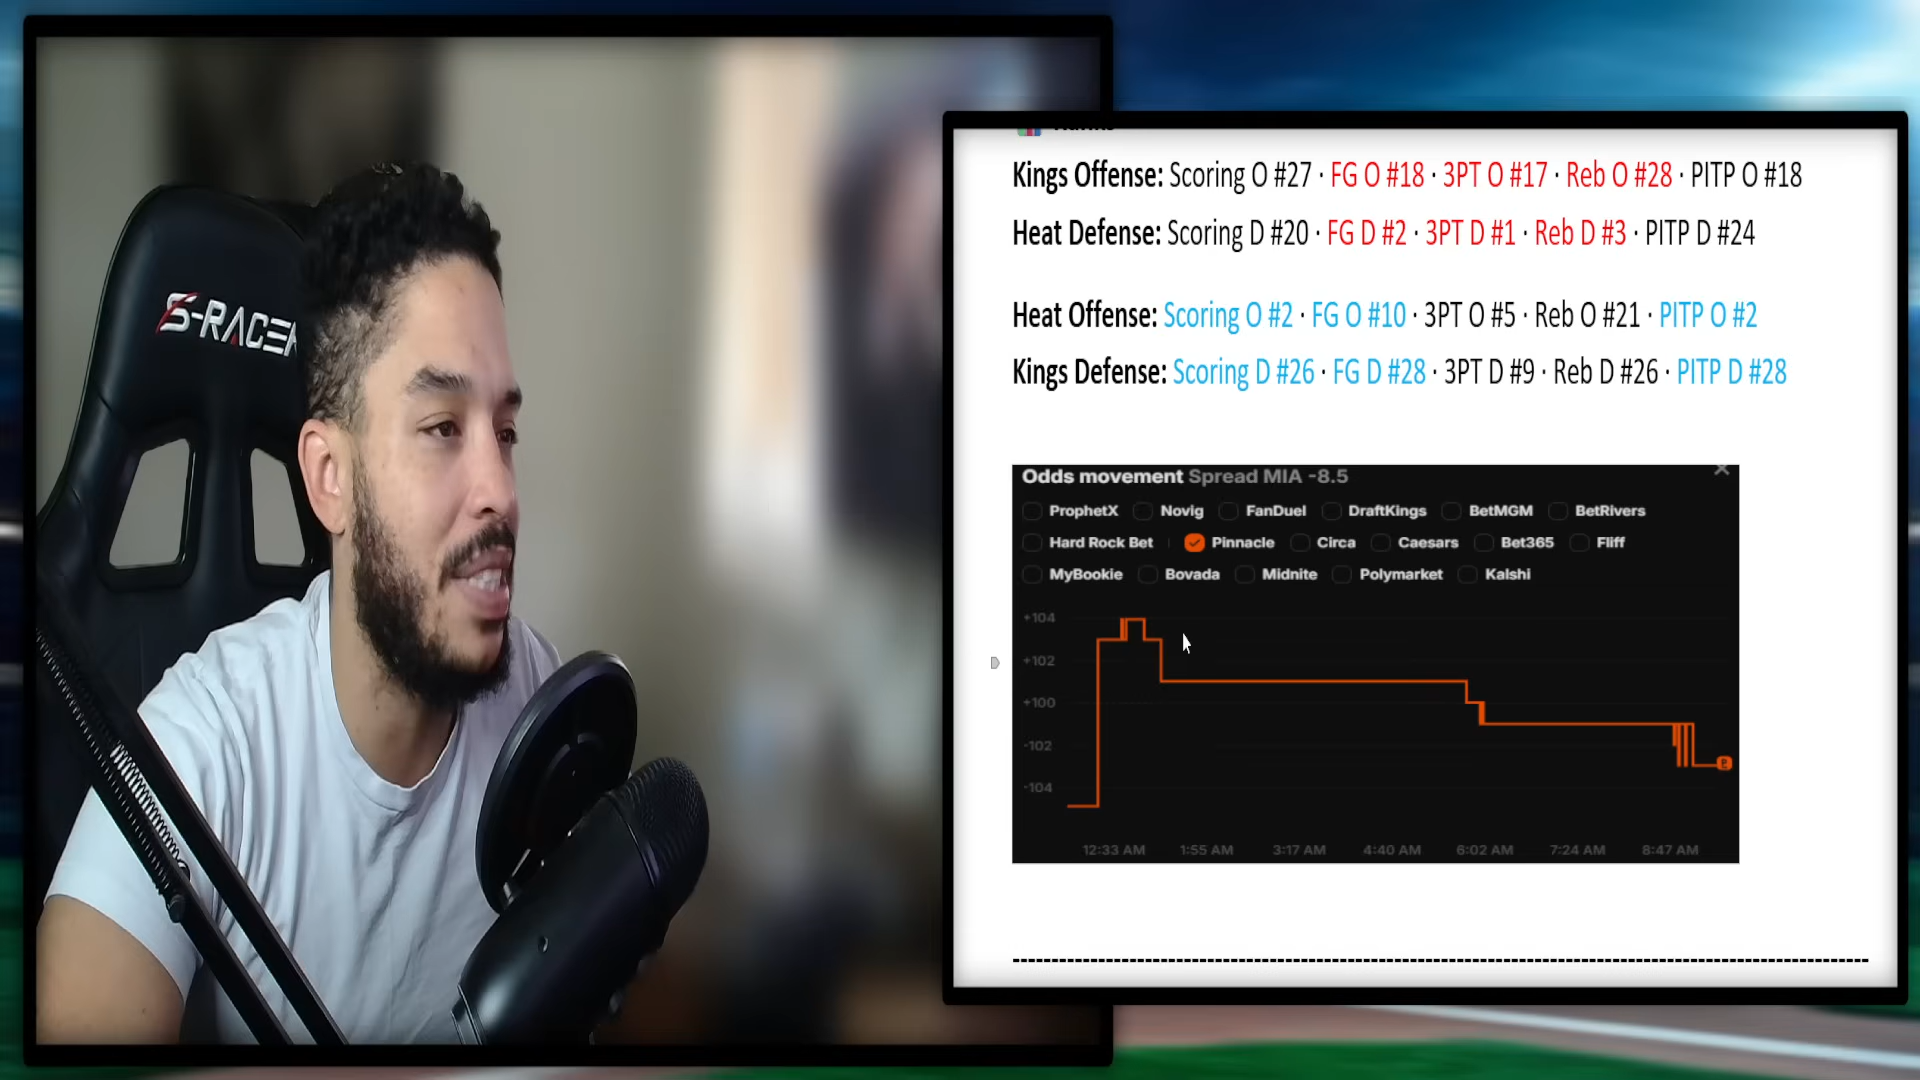 S-RACER
Kings Offense: Scoring O #27 · FG O #18 · 3PT O #17 · Reb O #28 · PITP O #18
Heat Defense: Scoring D #20 · FG D #2 · 3PT D #1 · Reb D #3 · PITP D #24
Heat Offense: Scoring O #2 · FG O #10 · 3PT O #5 · Reb O #21 · PITP O #2
Kings Defense: Scoring D #26 · FG D #28 · 3PT D #9 · Reb D #26 · PITP D #28
Odds movement Spread MIA -8.5
ProphetX Novig FanDuel DraftKings BetMGM BetRivers
Hard Rock Bet Pinnacle Circa Caesars Bet365 Fliff
MyBookie Bovada Midnite Polymarket Kalshi
+104
+102
+100
-102
-104
12:33 AM 1:55 AM 3:17 AM 4:40 AM 6:02 AM 7:24 AM 8:47 AM